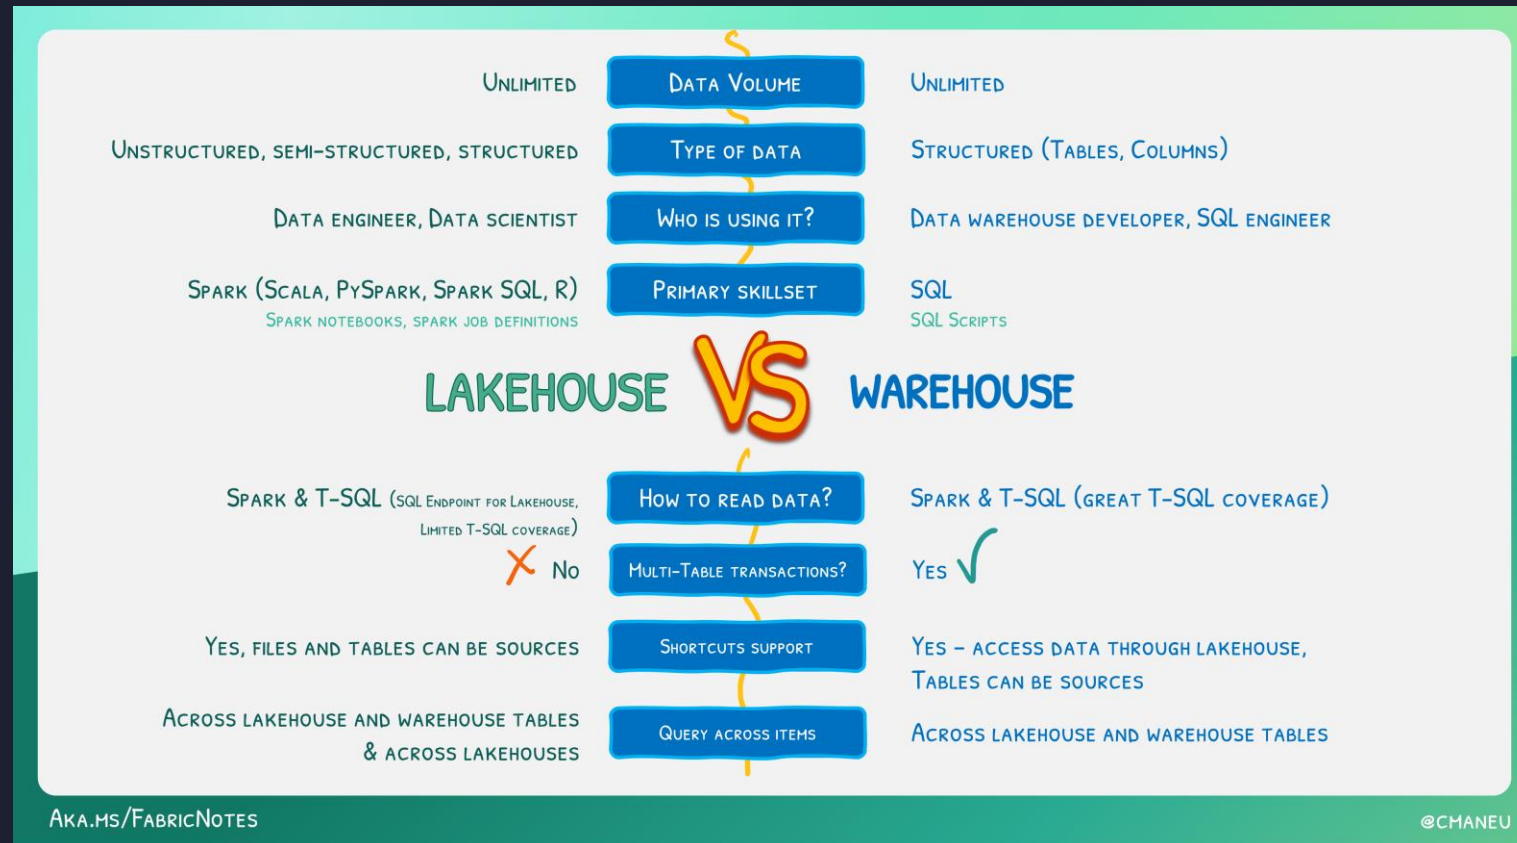 Unlimited Data Volume Unlimited
Unstructured, semi-structured, structured Type of data Structured (Tables, Columns)
Data engineer, Data scientist Who is using it? Data warehouse developer, SQL engineer
Spark (Scala, PySpark, Spark SQL, R) Primary skillset SQL
Spark notebooks, spark job definitions SQL Scripts
LAKEHOUSE VS WAREHOUSE
Spark & T-SQL (SQL Endpoint for Lakehouse, How to read data? Spark & T-SQL (great T-SQL coverage)
Limited T-SQL coverage)
No Multi-Table transactions? Yes
Yes, files and tables can be sources Shortcuts support Yes – access data through lakehouse,
Tables can be sources
Across lakehouse and warehouse tables Query across items Across lakehouse and warehouse tables
& across lakehouses
Aka.ms/FabricNotes @cmaneu